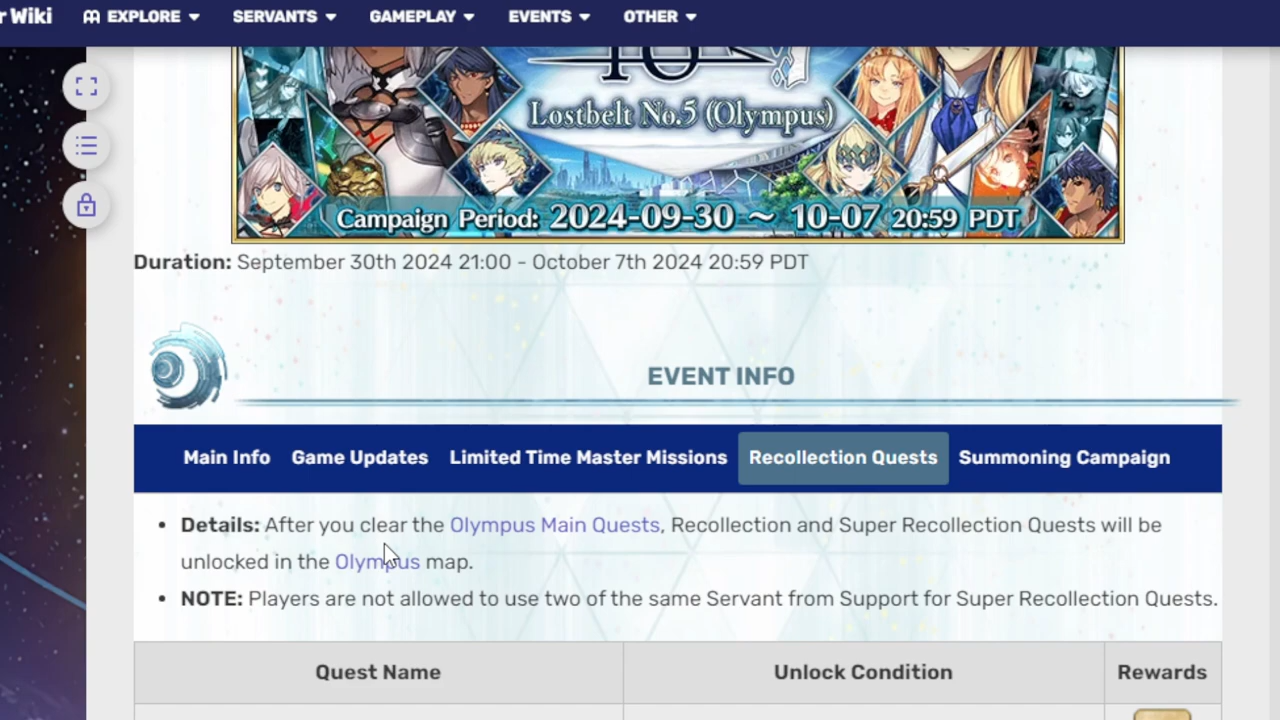 r Wiki EXPLORE SERVANTS GAMEPLAY EVENTS OTHER
10
Lostbelt No.5 (Olympus)
Campaign Period: 2024-09-30 ~ 10-07 20:59 PDT
Duration: September 30th 2024 21:00 - October 7th 2024 20:59 PDT
EVENT INFO
Main Info Game Updates Limited Time Master Missions Recollection Quests Summoning Campaign
• Details: After you clear the Olympus Main Quests, Recollection and Super Recollection Quests will be
unlocked in the Olympus map.
• NOTE: Players are not allowed to use two of the same Servant from Support for Super Recollection Quests.
Quest Name Unlock Condition Rewards